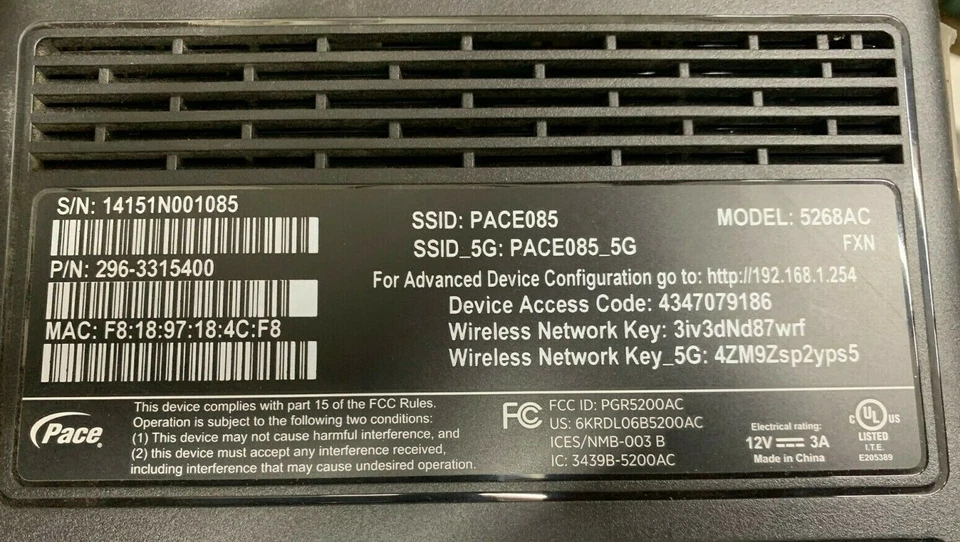 S/N: 14151N001085
P/N: 296-3315400
MAC: F8:18:97:18:4C:F8
SSID: PACE085
SSID_5G: PACE085_5G
MODEL: 5268AC
FXN
For Advanced Device Configuration go to: http://192.168.1.254
Device Access Code: 4347079186
Wireless Network Key: 3iv3dNd87wrf
Wireless Network Key_5G: 4ZM9Zsp2yps5
Pace
This device complies with part 15 of the FCC Rules.
Operation is subject to the following two conditions:
(1) This device may not cause harmful interference, and
(2) this device must accept any interference received,
including interference that may cause undesired operation.
FC
FCC ID: PGR5200AC
US: 6KRDL06B5200AC
ICES/NMB-003 B
IC: 3439B-5200AC
Electrical rating:
12V 3A
Made in China
c UL US
LISTED
I.T.E.
E205389